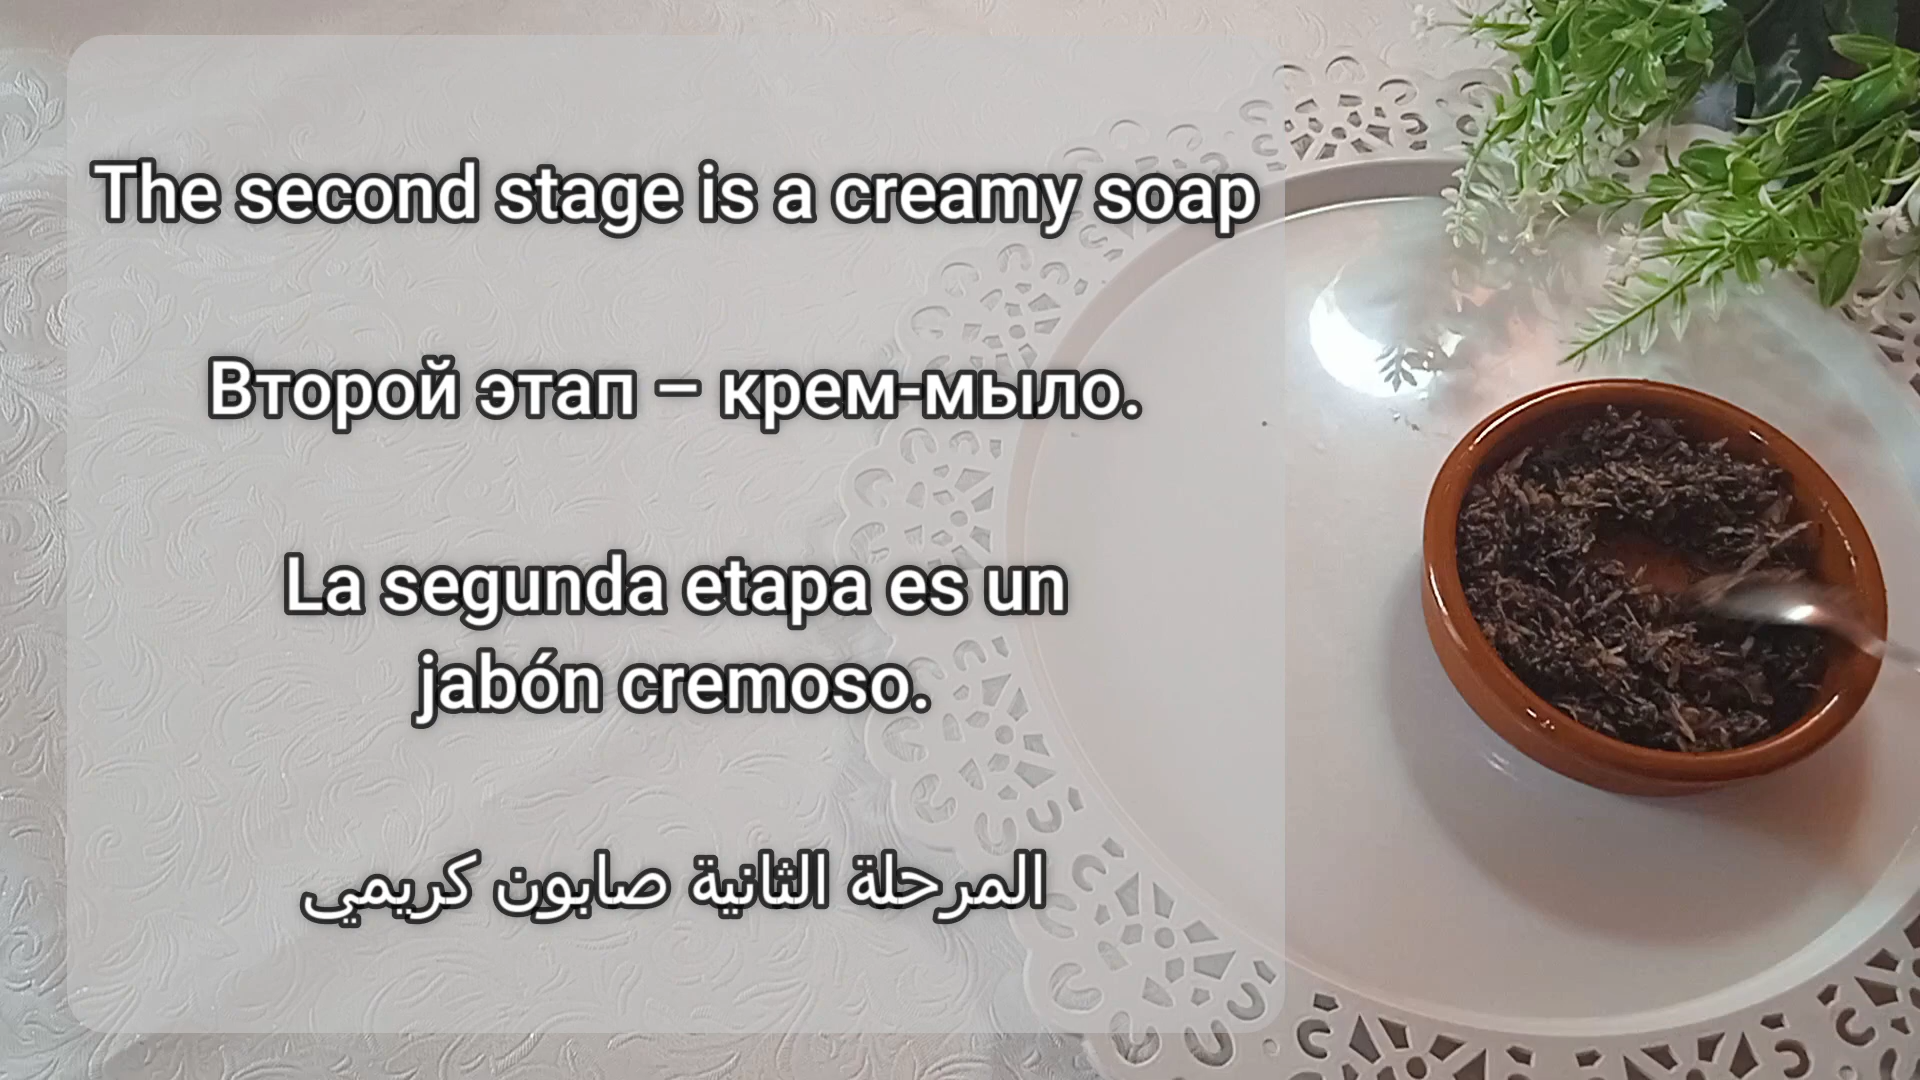 The second stage is a creamy soap
Второй этап – крем-мыло.
La segunda etapa es un
jabón cremoso.
المرحلة الثانية صابون كريمي